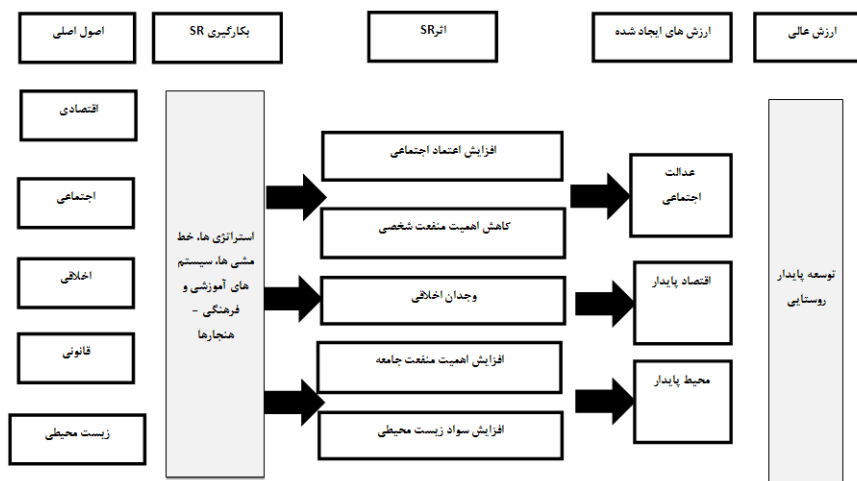 اصول اصلی
بکارگیری SR
اثرSR
ارزش های ایجاد شده
ارزش عالی
اقتصادی
اجتماعی
اخلاقی
قانونی
زیست محیطی
استراتژی ها، خط
مشی ها، سیستم
های آموزشی و
فرهنگی –
هنجارها
افزایش اعتماد اجتماعی
کاهش اهمیت منفعت شخصی
وجدان اخلاقی
افزایش اهمیت منفعت جامعه
افزایش سواد زیست محیطی
عدالت
اجتماعی
اقتصاد پایدار
محیط پایدار
توسعه پایدار
روستایی